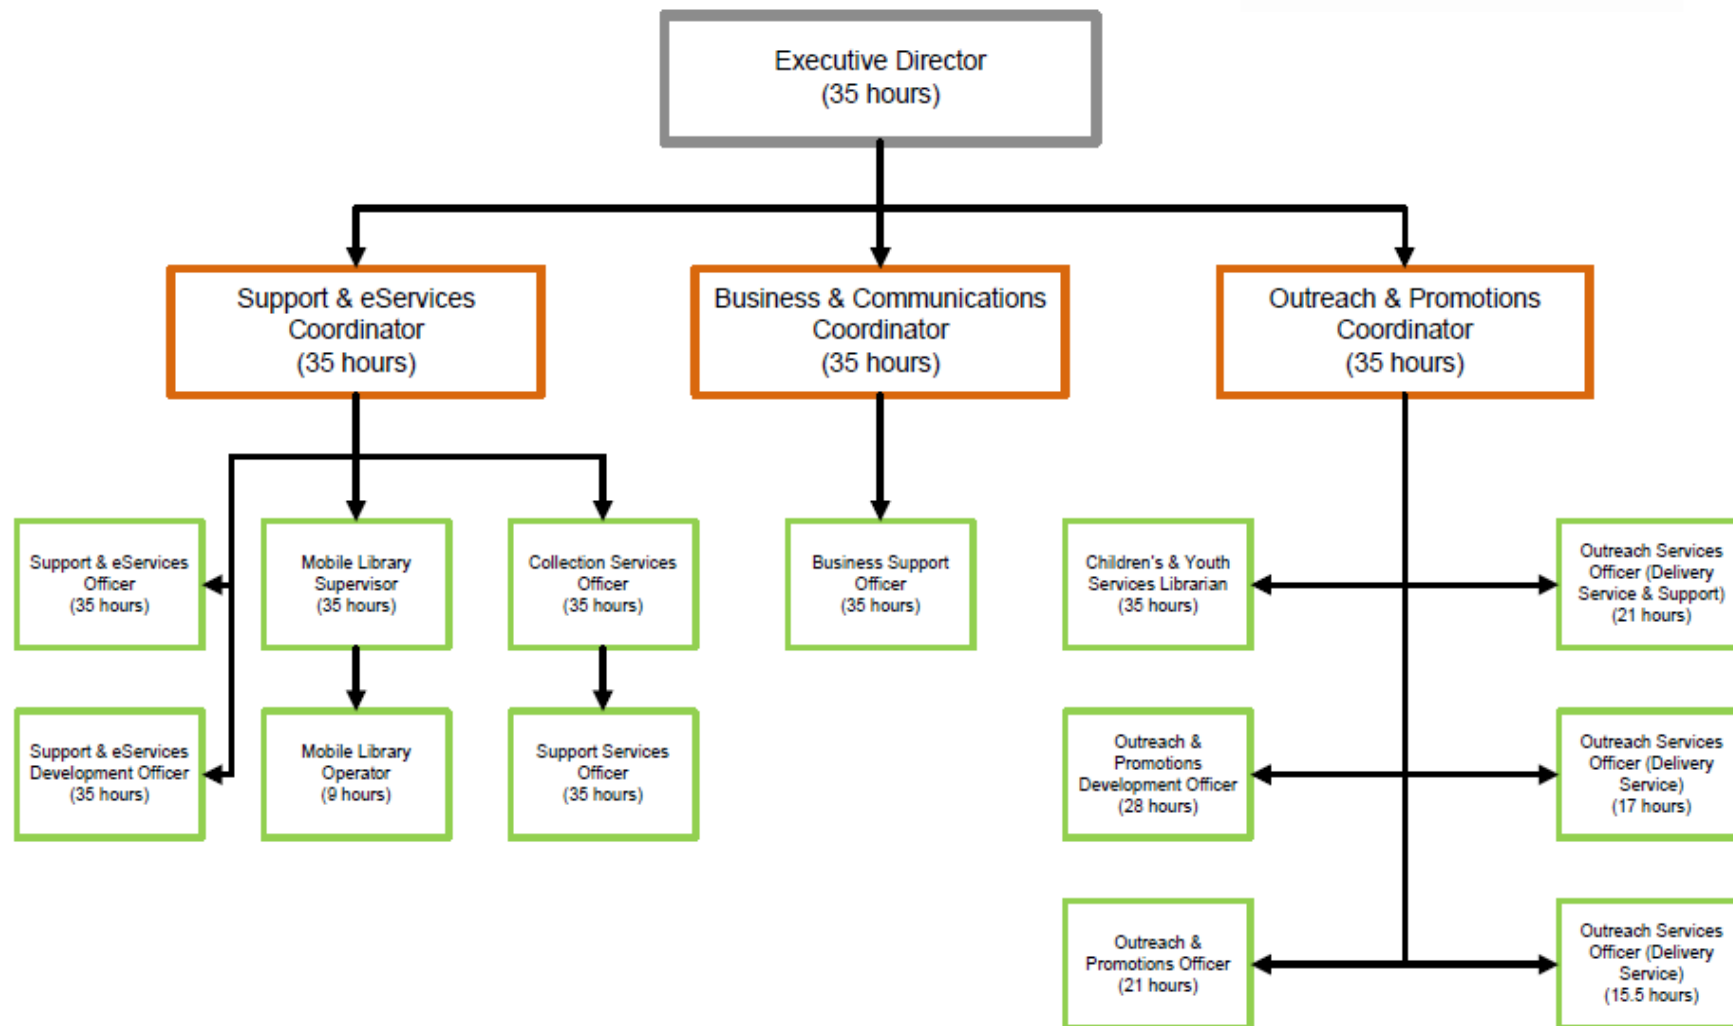 Executive Director
(35 hours)
Support & eServices
Coordinator
(35 hours)
Business & Communications
Coordinator
(35 hours)
Outreach & Promotions
Coordinator
(35 hours)
Support & eServices
Officer
(35 hours)
Mobile Library
Supervisor
(35 hours)
Collection Services
Officer
(35 hours)
Business Support
Officer
(35 hours)
Children's & Youth
Services Librarian
(35 hours)
Outreach Services
Officer (Delivery
Service & Support)
(21 hours)
Support & eServices
Development Officer
(35 hours)
Mobile Library
Operator
(9 hours)
Support Services
Officer
(35 hours)
Outreach &
Promotions
Development Officer
(28 hours)
Outreach Services
Officer (Delivery
Service)
(17 hours)
Outreach &
Promotions Officer
(21 hours)
Outreach Services
Officer (Delivery
Service)
(15.5 hours)